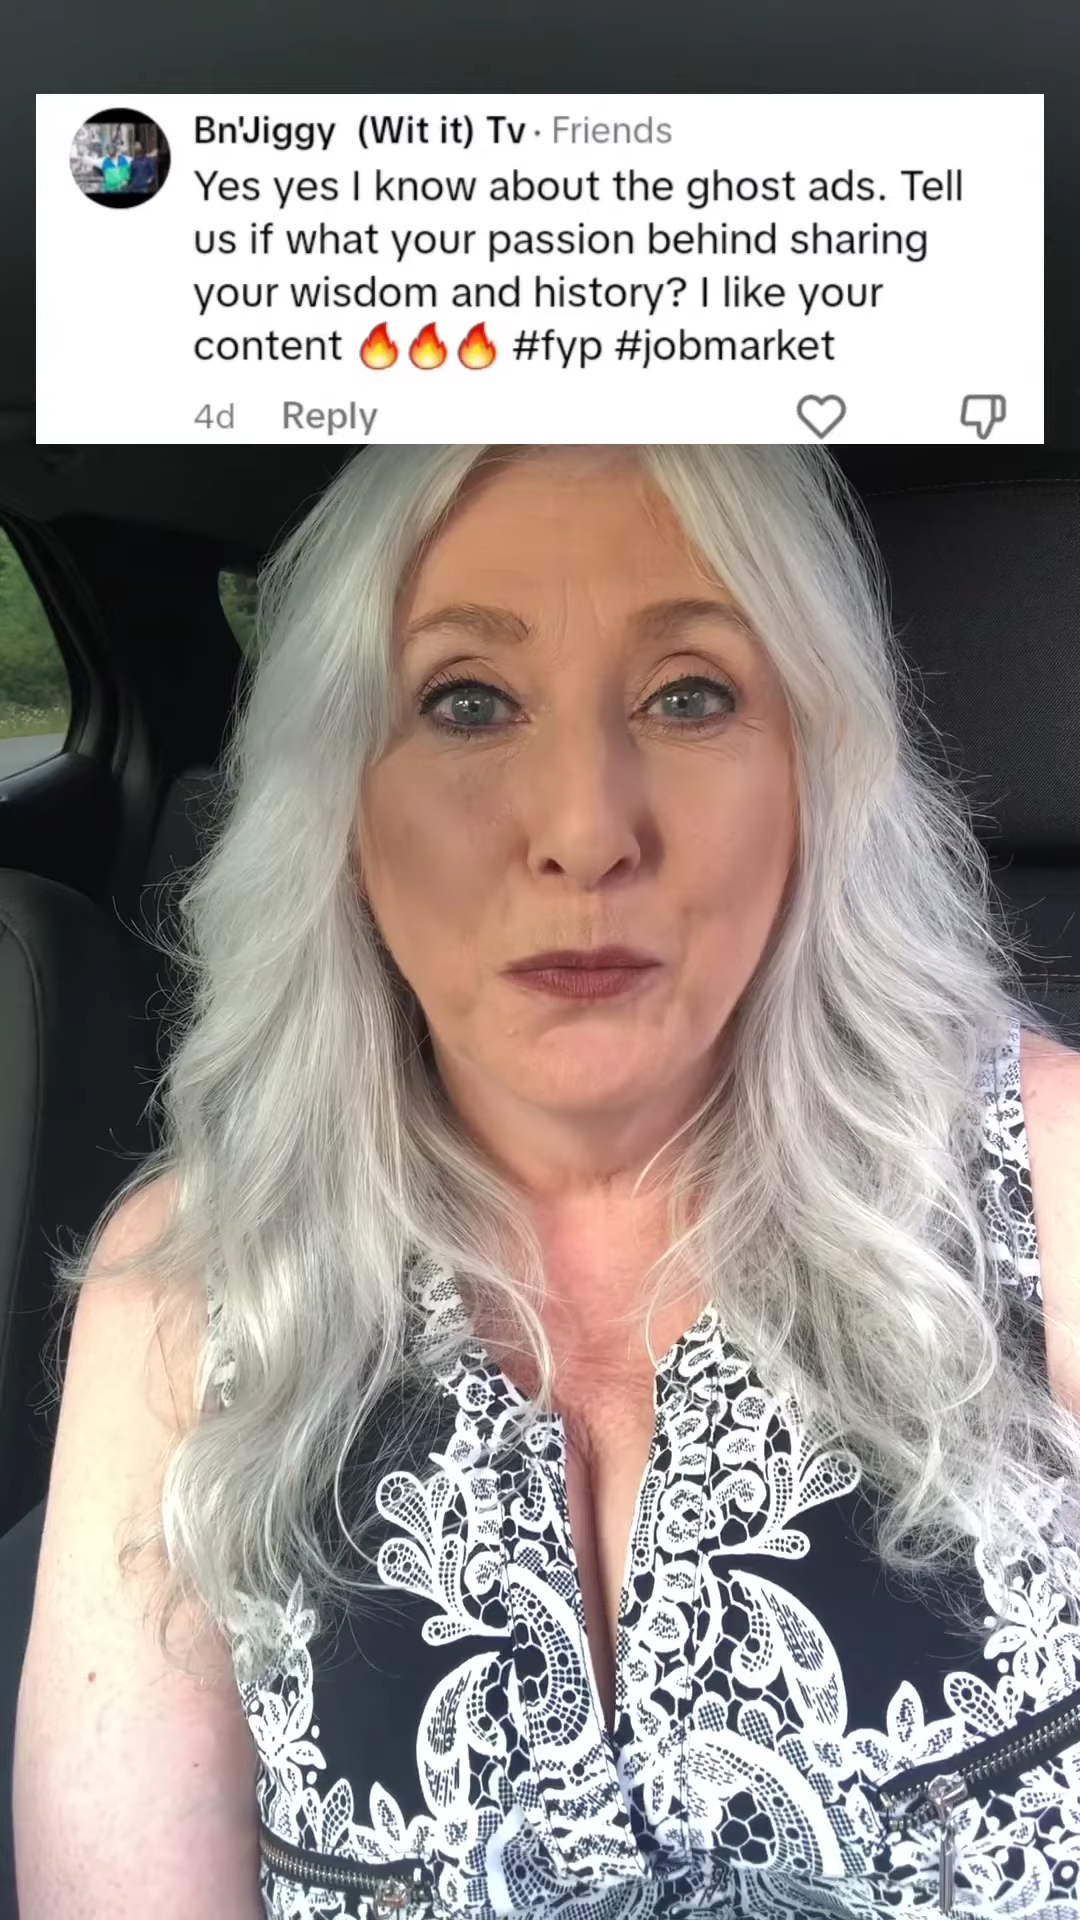 Bn'Jiggy (Wit it) Tv · Friends
Yes yes I know about the ghost ads. Tell
us if what your passion behind sharing
your wisdom and history? I like your
content 🔥🔥🔥 #fyp #jobmarket
4d Reply